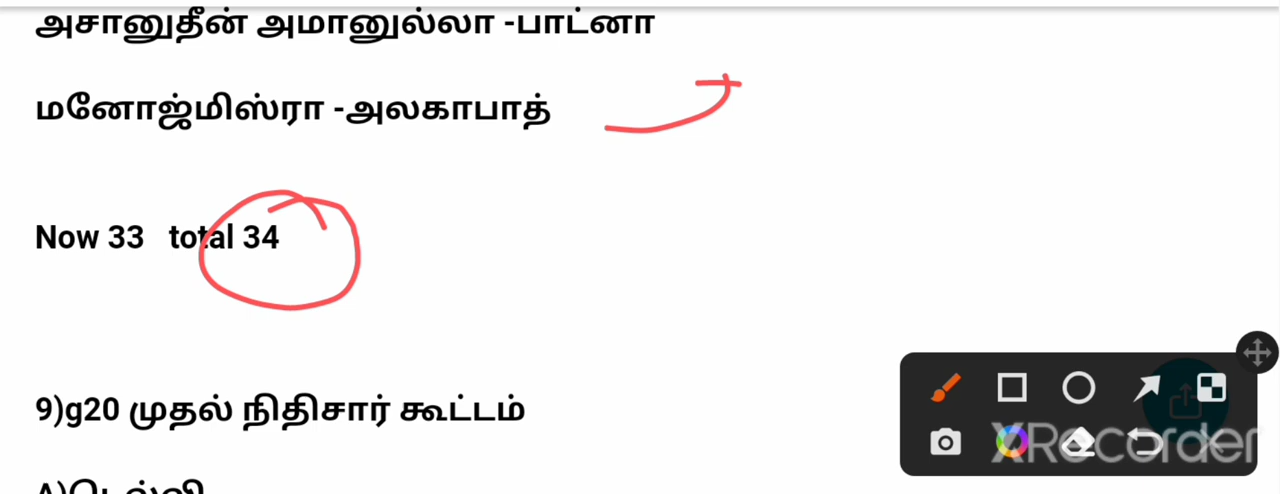 அசானுதீன் அமானுல்லா -பாட்னா
மனோஜ்மிஸ்ரா -அலகாபாத்
Now 33 total 34
9)g20 முதல் நிதிசார் கூட்டம்
A)டெல்லி
XRecorder